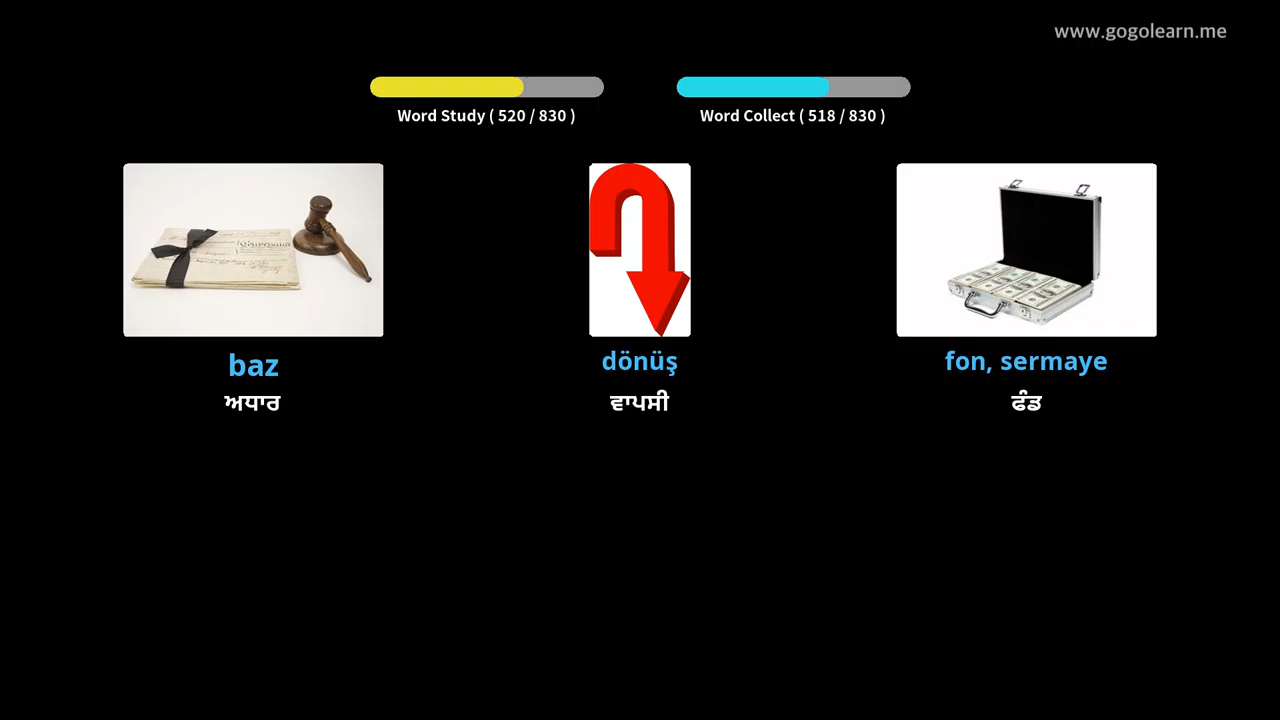 www.gogolearn.me
Word Study ( 520 / 830 )
Word Collect ( 518 / 830 )
baz
dönüş
fon, sermaye
ਅਧਾਰ
ਵਾਪਸੀ
ਫੰਡ